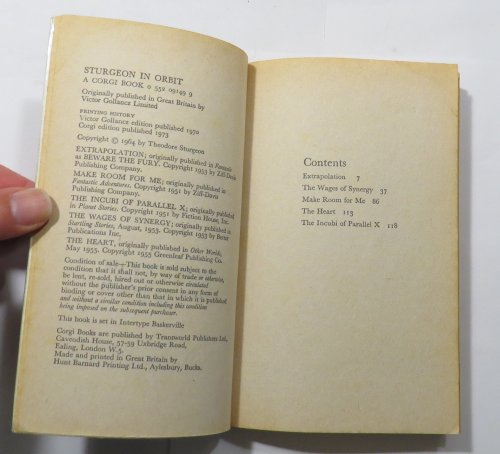 STURGEON IN ORBIT
A CORGI BOOK 0 552 09149 9
Originally published in Great Britain by
Victor Gollancz Limited
PRINTING HISTORY
Victor Gollancz edition published 1970
Corgi edition published 1973
Copyright © 1964 by Theodore Sturgeon
EXTRAPOLATION; originally published in Fantastic
as BEWARE THE FURY. Copyright 1953 by Ziff-Davis
Publishing Company.
MAKE ROOM FOR ME; originally published in
Fantastic Adventures. Copyright 1951 by Ziff-Davis
Publishing Company.
THE INCUBI OF PARALLEL X; originally published
in Planet Stories. Copyright 1951 by Fiction House, Inc.
THE WAGES OF SYNERGY; originally published in
Startling Stories, August, 1953. Copyright 1953 by Better
Publications Inc.
THE HEART, originally published in Other Worlds,
May 1955. Copyright 1955 Greenleaf Publishing Co.
Condition of sale—This book is sold subject to the
condition that it shall not, by way of trade or otherwise,
be lent, re-sold, hired out or otherwise circulated
without the publisher's prior consent in any form of
binding or cover other than that in which it is published
and without a similar condition including this condition
being imposed on the subsequent purchaser.
This book is set in Intertype Baskerville
Corgi Books are published by Transworld Publishers Ltd,
Cavendish House, 57-59 Uxbridge Road,
Ealing, London W.5.
Made and printed in Great Britain by
Hunt Barnard Printing Ltd., Aylesbury, Bucks.
Contents
Extrapolation 7
The Wages of Synergy 37
Make Room for Me 86
The Heart 113
The Incubi of Parallel X 118